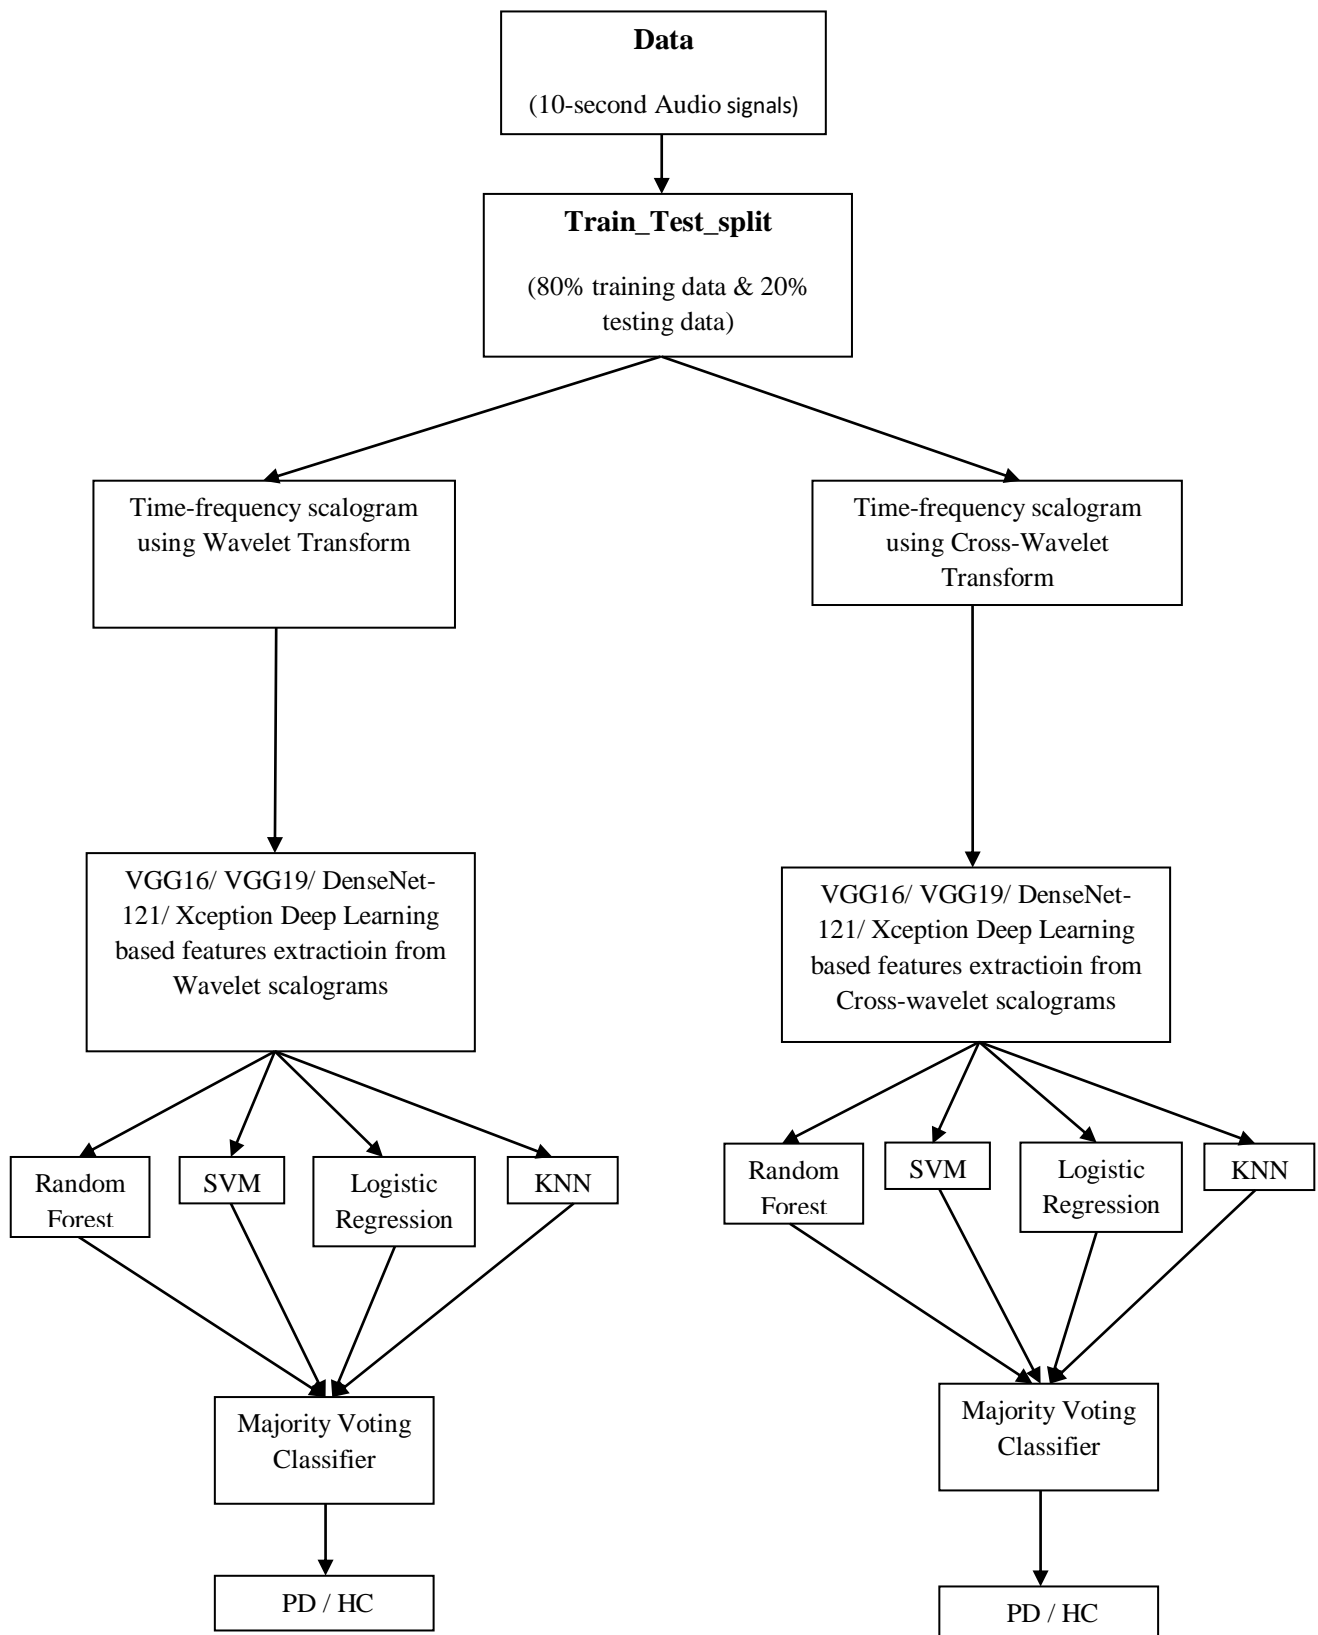 Data
(10-second Audio signals)
Train_Test_split
(80% training data & 20%
testing data)
Time-frequency scalogram
using Wavelet Transform
Time-frequency scalogram
using Cross-Wavelet
Transform
VGG16/ VGG19/ DenseNet-
121/ Xception Deep Learning
based features extractioin from
Wavelet scalograms
VGG16/ VGG19/ DenseNet-
121/ Xception Deep Learning
based features extractioin from
Cross-wavelet scalograms
Random
Forest
SVM
Logistic
Regression
KNN
Random
Forest
SVM
Logistic
Regression
KNN
Majority Voting
Classifier
Majority Voting
Classifier
PD / HC
PD / HC